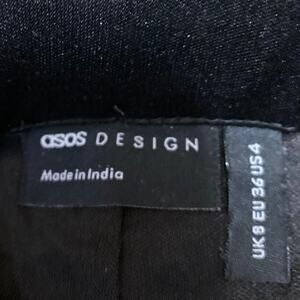 asos DESIGN
Made in India
UK 8 EU 36 US 4